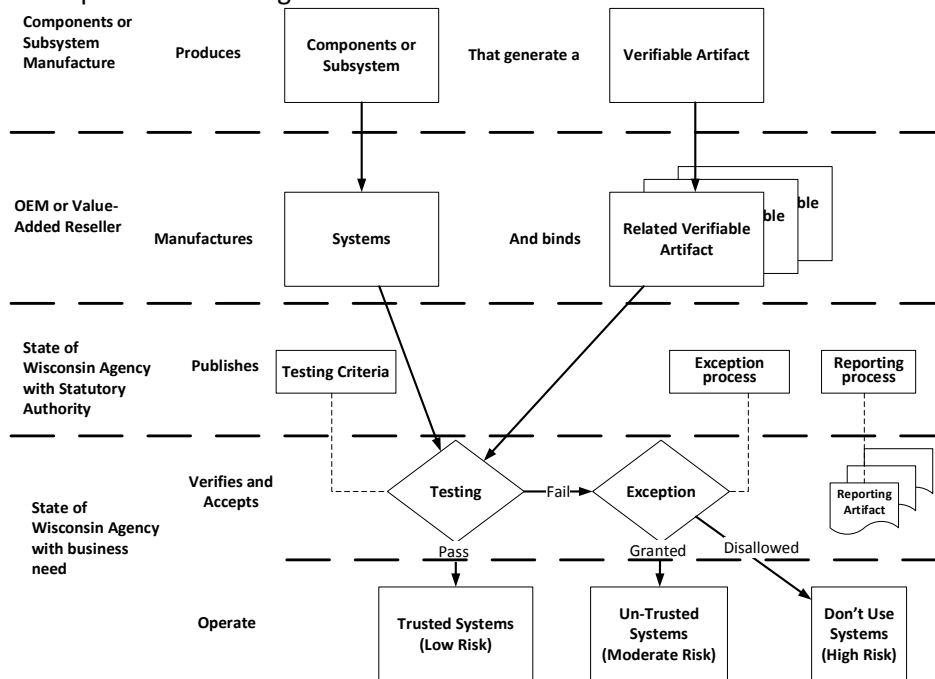 Components or
Subsystem
Manufacture
Produces
Components or
Subsystem
That generate a
Verifiable Artifact
OEM or Value-
Added Reseller
Manufactures
Systems
And binds
Related Verifiable
Artifact
ble
ble
State of
Wisconsin Agency
with Statutory
Authority
Publishes
Testing Criteria
Exception
process
Reporting
process
State of
Wisconsin Agency
with business
need
Verifies and
Accepts
Testing
Fail
Exception
Reporting
Artifact
Pass
Granted
Disallowed
Operate
Trusted Systems
(Low Risk)
Un-Trusted
Systems
(Moderate Risk)
Don’t Use
Systems
(High Risk)